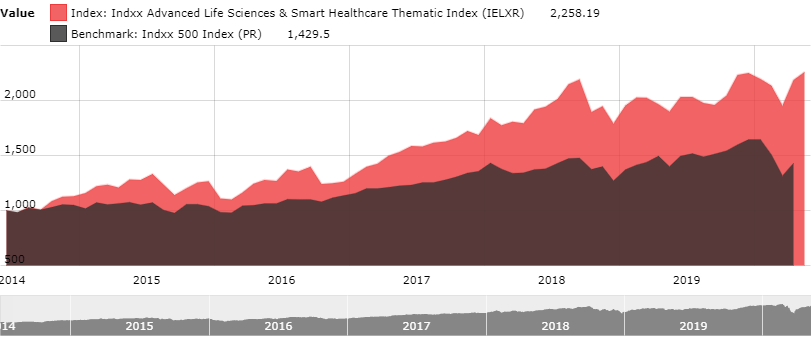 Value Index: Indxx Advanced Life Sciences & Smart Healthcare Thematic Index (IELXR) 2,258.19
Benchmark: Indxx 500 Index (PR) 1,429.5
2,000
1,500
1,000
500
2014 2015 2016 2017 2018 2019
14 2015 2016 2017 2018 2019